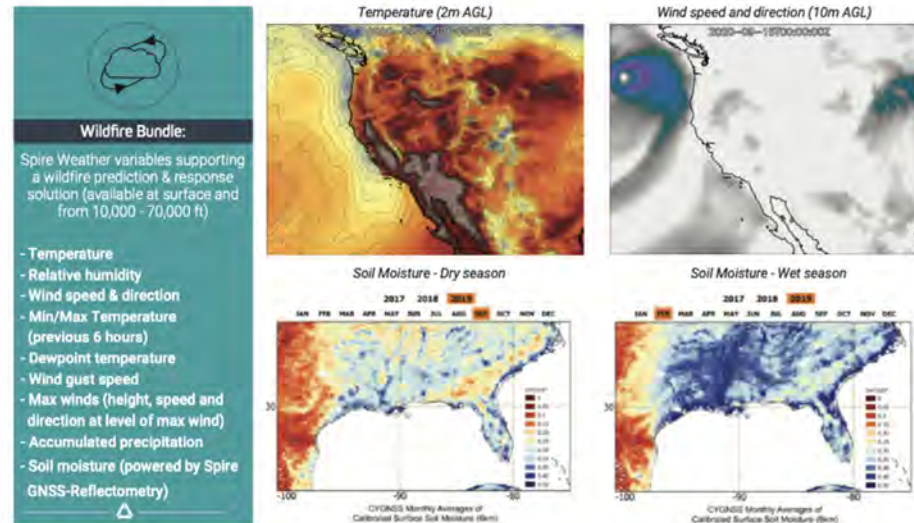 Wildfire Bundle:
Spire Weather variables supporting
a wildfire prediction & response
solution (available at surface and
from 10,000 - 70,000 ft)
- Temperature
- Relative humidity
- Wind speed & direction
- Min/Max Temperature
(previous 6 hours)
- Dewpoint temperature
- Wind gust speed
- Max winds (height, speed and
direction at level of max wind)
- Accumulated precipitation
- Soil moisture (powered by Spire
GNSS-Reflectometry)
Temperature (2m AGL)
Wind speed and direction (10m AGL)
Soil Moisture - Dry season
2017 2018 2019
JAN FEB MAR APR MAY JUN JUL AUG SEP OCT NOV DEC
30
-100 -90 -80
CYGNSS Monthly Averages of
Calibrated Surface Soil Moisture (6km)
Soil Moisture - Wet season
2017 2018 2019
JAN FEB MAR APR MAY JUN JUL AUG SEP OCT NOV DEC
30
-100 -90 -80
CYGNSS Monthly Averages of
Calibrated Surface Soil Moisture (6km)